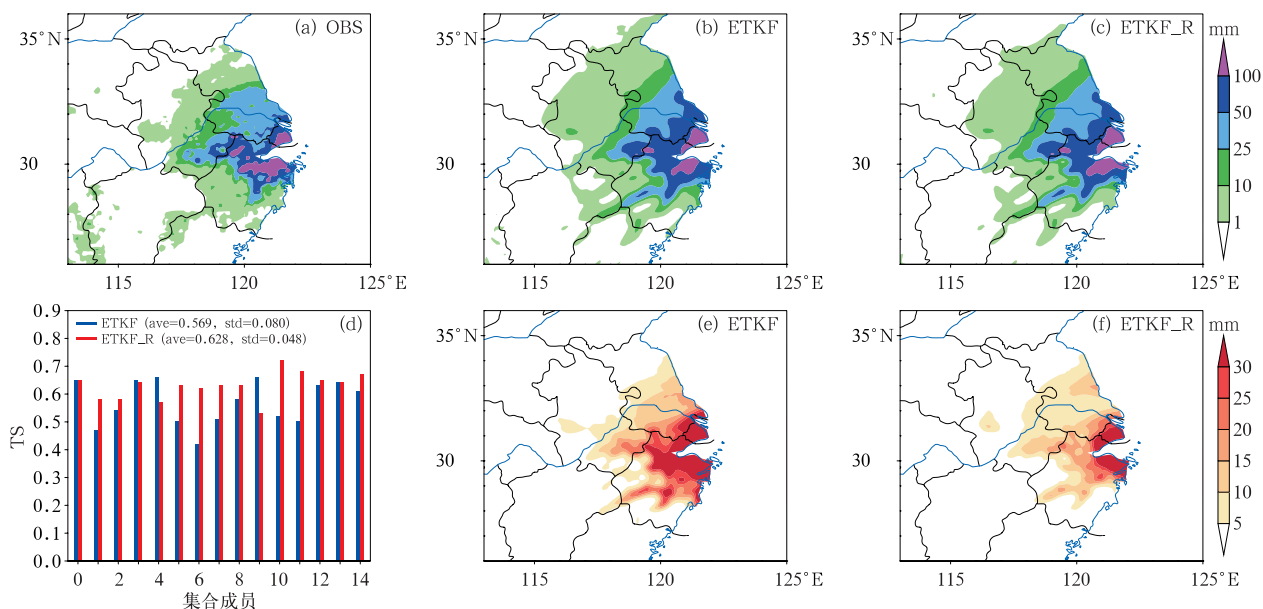 (a) OBS
35°N
30
115
120
125°E
(b) ETKF
35°N
30
115
120
125°E
(c) ETKF_R
35°N
30
115
120
125°E
mm
100
50
25
10
1
(d)
ETKF (ave=0.569, std=0.080)
ETKF_R (ave=0.628, std=0.048)
TS
0.9
0.8
0.7
0.6
0.5
0.4
0.3
0.2
0.1
0.0
0 2 4 6 8 10 12 14
集合成员
(e) ETKF
35°N
30
115
120
125°E
(f) ETKF_R
35°N
30
115
120
125°E
mm
30
25
20
15
10
5